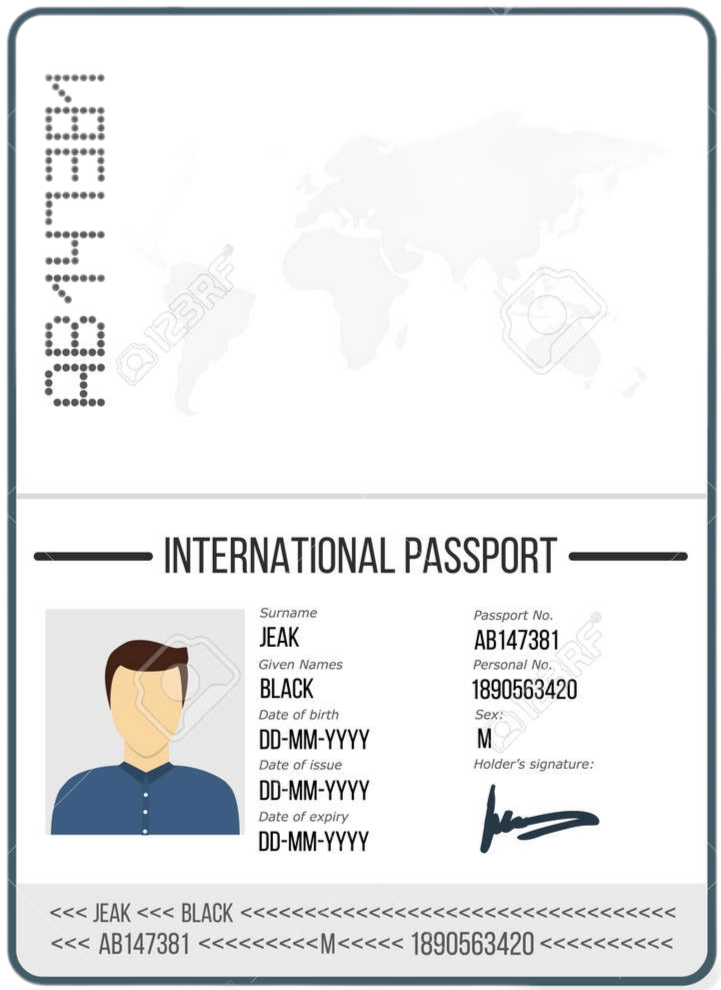 AB147381
INTERNATIONAL PASSPORT
Surname
JEAK
Given Names
BLACK
Date of birth
DD-MM-YYYY
Date of issue
DD-MM-YYYY
Date of expiry
DD-MM-YYYY
Passport No.
AB147381
Personal No.
1890563420
Sex:
M
Holder's signature:
<<< JEAK <<< BLACK <<<<<<<<<<<<<<<<<<<<<<<<<<<<<<<<<<
<<< AB147381 <<<<<<<<<M<<<<< 1890563420 <<<<<<<<<<
123RF
123RF